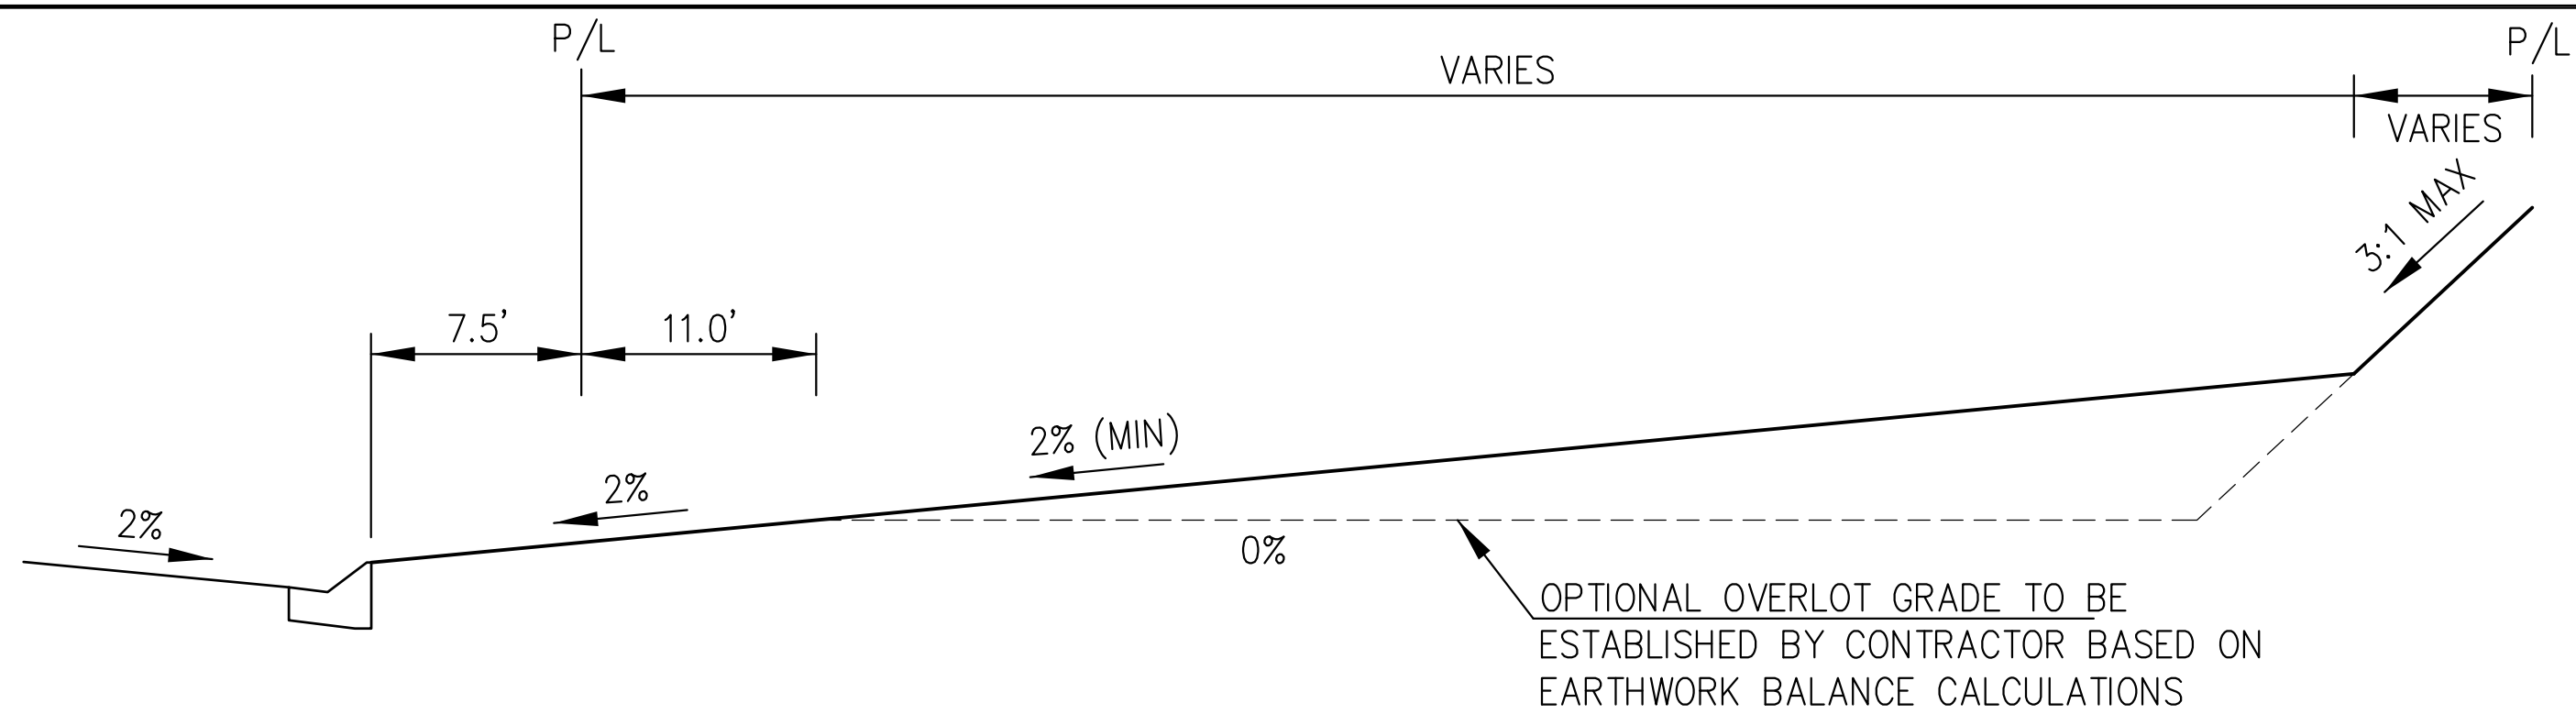 P/L
P/L
VARIES
VARIES
3:1 MAX
7.5'
11.0'
2% (MIN)
2%
2%
0%
OPTIONAL OVERLOT GRADE TO BE
ESTABLISHED BY CONTRACTOR BASED ON
EARTHWORK BALANCE CALCULATIONS